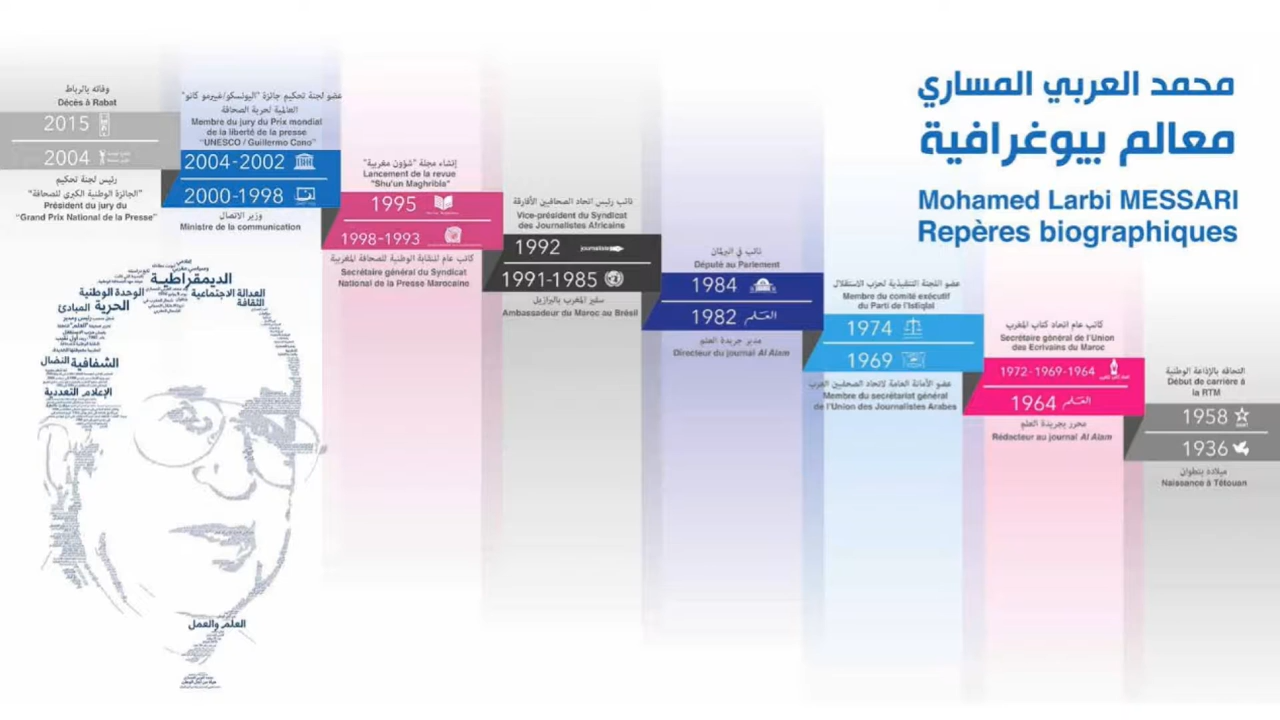 محمد العربي المساري
معالم بيوغرافية
Mohamed Larbi MESSARI
Repères biographiques
وفاته بالرباط
Décès à Rabat
2015
2004
رئيس لجنة تحكيم
"الجائزة الوطنية الكبرى للصحافة"
Président du jury du
"Grand Prix National de la Presse"
عضو لجنة تحكيم جائزة "اليونسكو/غييرمو كانو"
العالمية لحرية الصحافة
Membre du jury du Prix mondial
de la liberté de la presse
"UNESCO / Guillermo Cano"
2004-2002
2000-1998
وزير الاتصال
Ministre de la communication
إنشاء مجلة "شؤون مغربية"
Lancement de la revue
"Shu'un Maghribia"
1995
1998-1993
كاتب عام للنقابة الوطنية للصحافة المغربية
Secrétaire général du Syndicat
National de la Presse Marocaine
نائب رئيس اتحاد الصحافيين الأفارقة
Vice-président du Syndicat
des Journalistes Africains
1992
journaliste
1991-1985
سفير المغرب بالبرازيل
Ambassadeur du Maroc au Brésil
نائب في البرلمان
Député au Parlement
1984
1982
العلم
مدير جريدة العلم
Directeur du journal Al Alam
عضو اللجنة التنفيذية لحزب الاستقلال
Membre du comité exécutif
du Parti de l'Istiqlal
1974
1969
عضو الأمانة العامة لاتحاد الصحفيين العرب
Membre du secrétariat général
de l'Union des Journalistes Arabes
كاتب عام اتحاد كتاب المغرب
Secrétaire général de l'Union
des Ecrivains du Maroc
1972-1969-1964
1964
العلم
محرر بجريدة العلم
Rédacteur au journal Al Alam
التحاقه بالإذاعة الوطنية
Début de carrière à
la RTM
1958
1936
ميلاده بتطوان
Naissance à Tétouan
الديمقراطية
العدالة الاجتماعية
الوحدة الوطنية
الثقافة
الحرية المبادئ
الشفافية النضال
الإعلام التعددية
العلم والعمل